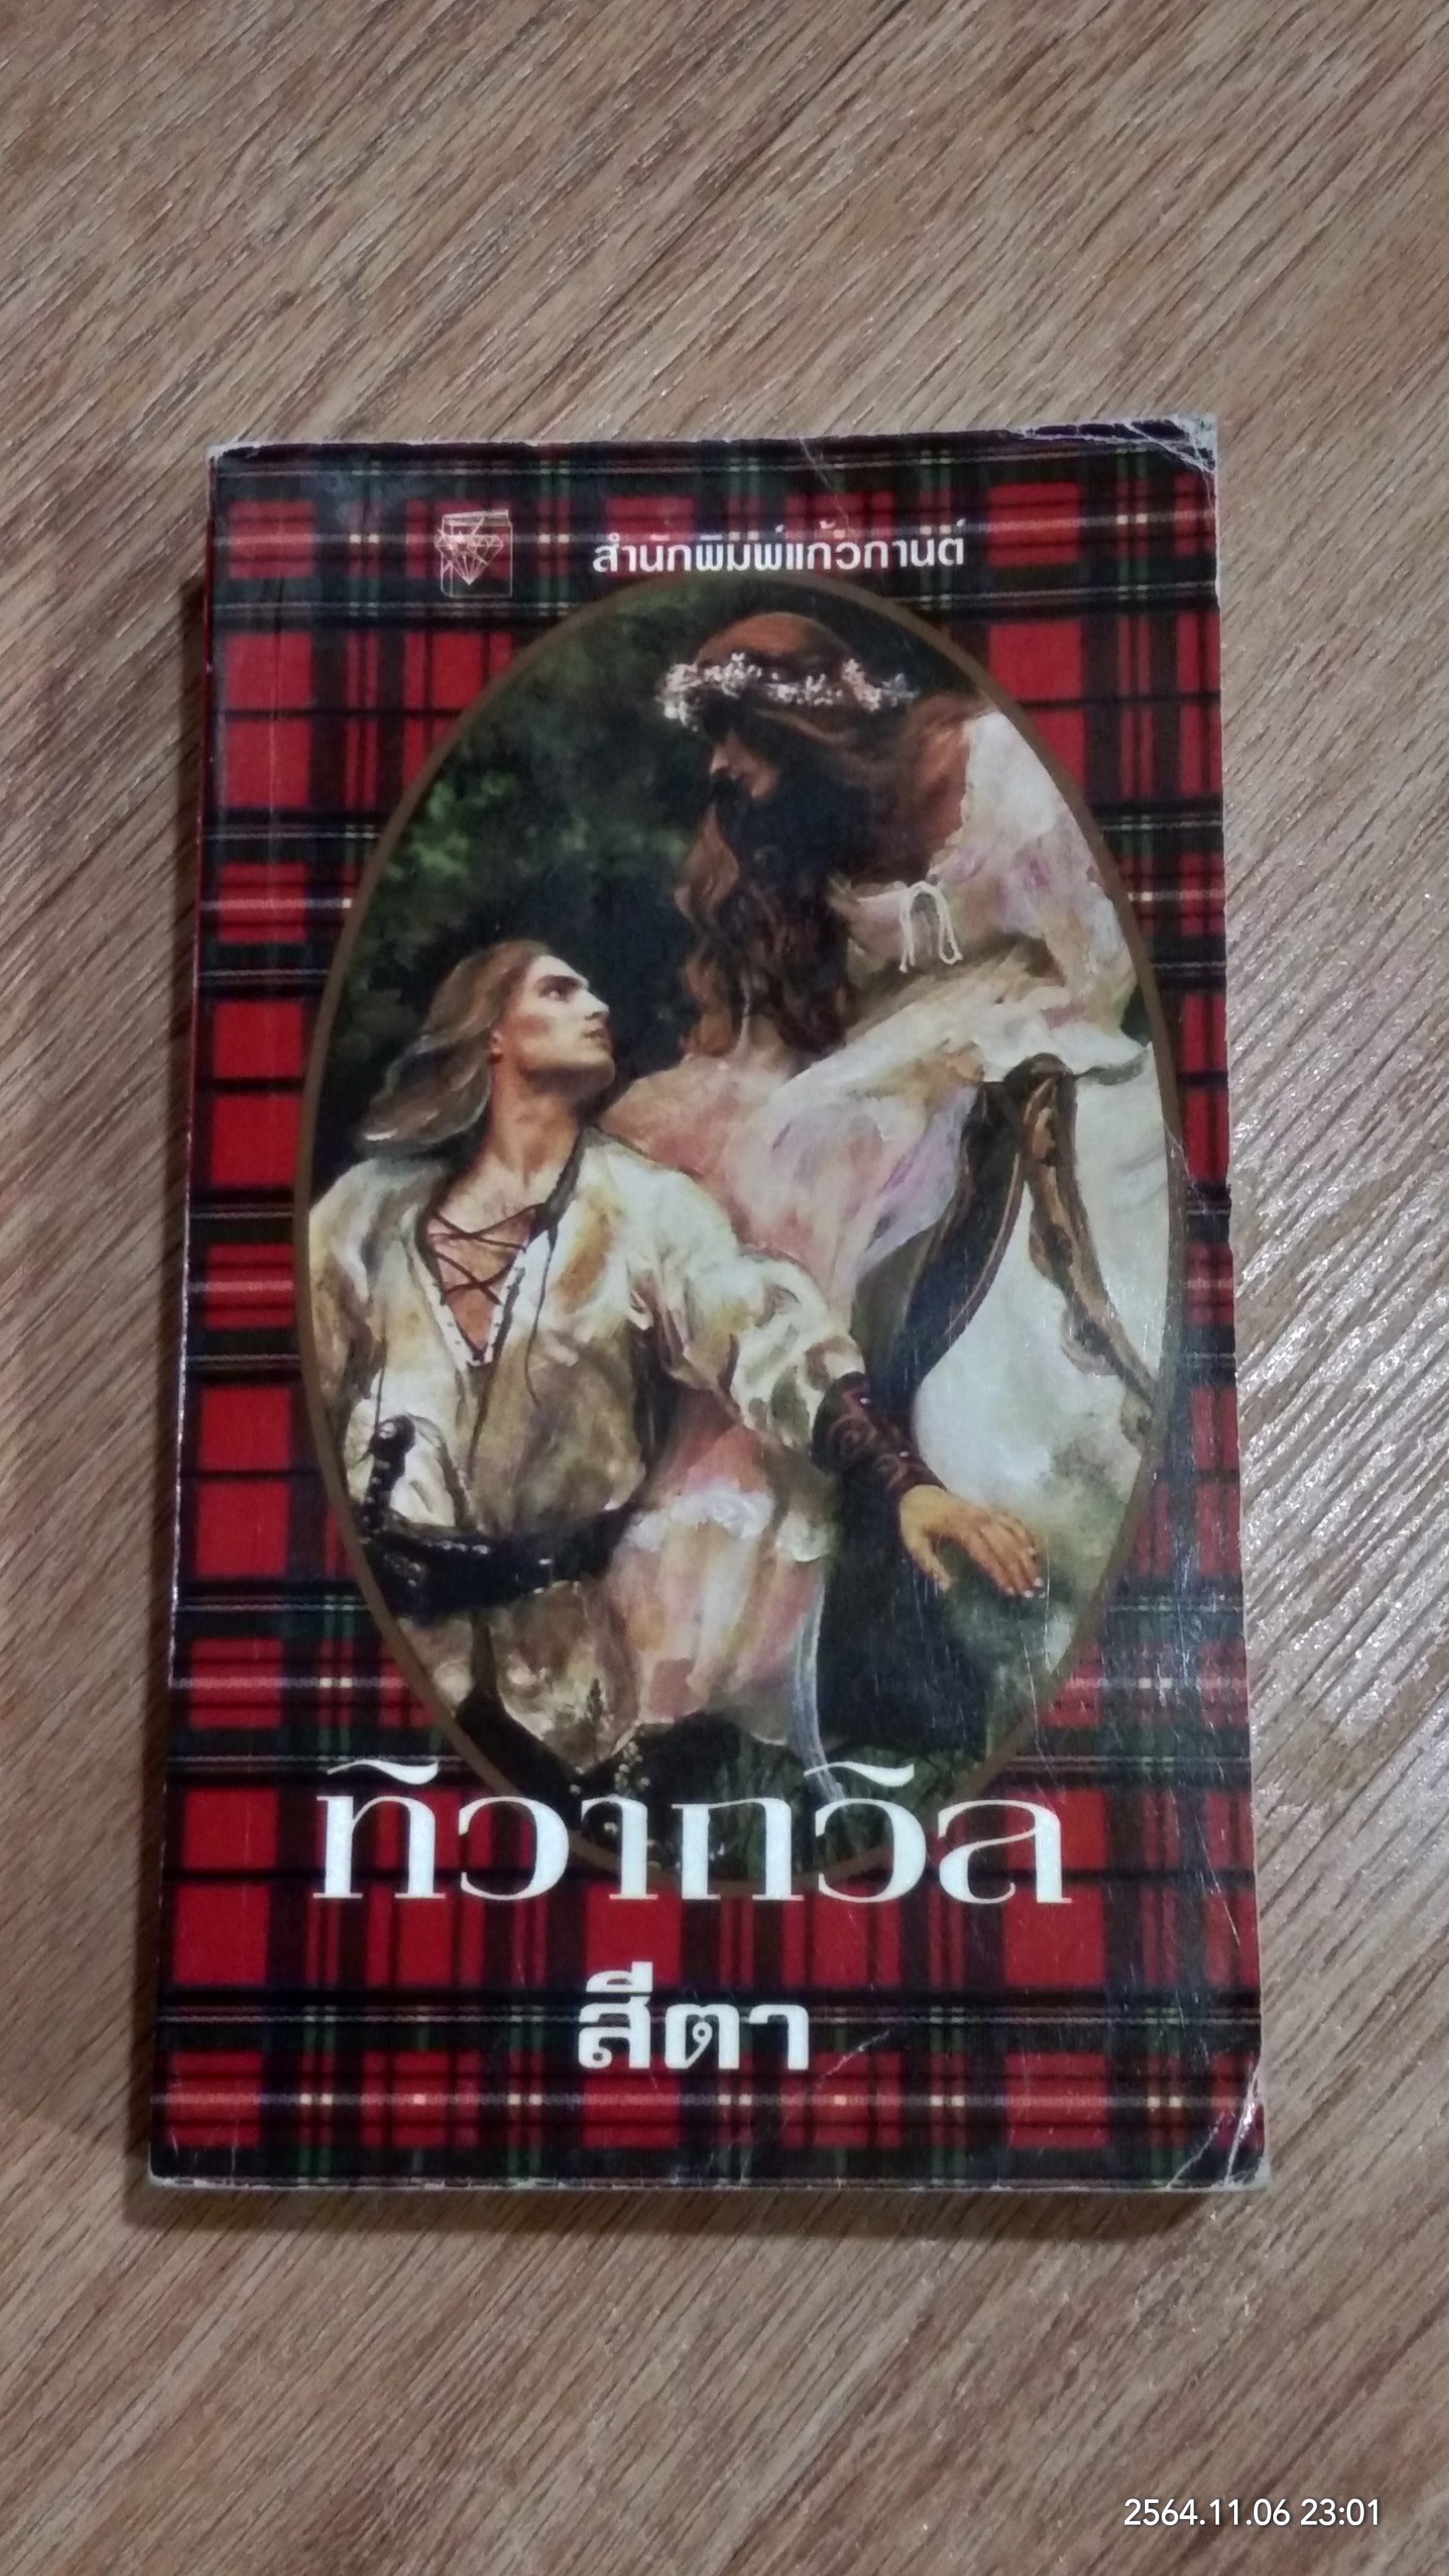 สำนักพิมพ์แก้วกานต์
ทิวาถวิล
สีตา
2564.11.06 23:01